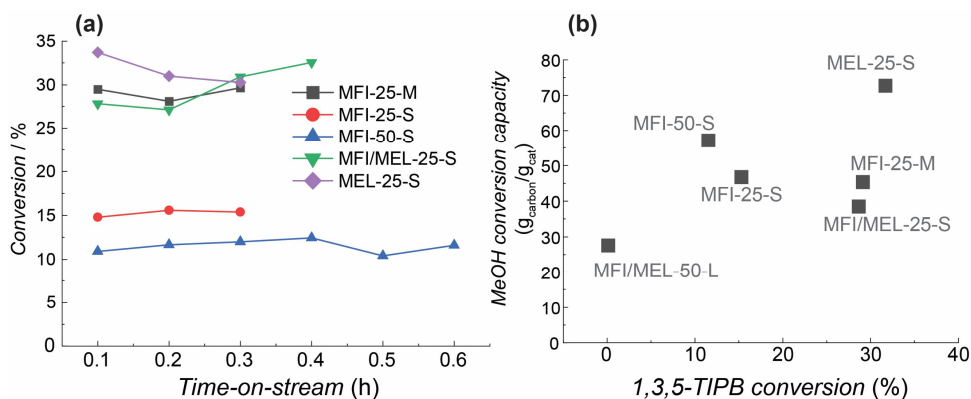 (a)
35
30
25
20
15
10
5
0
Conversion / %
0.1 0.2 0.3 0.4 0.5 0.6
Time-on-stream (h)
MFI-25-M
MFI-25-S
MFI-50-S
MFI/MEL-25-S
MEL-25-S
(b)
80
70
60
50
40
30
20
10
0
MeOH conversion capacity
(gcarbon/gcat)
0 10 20 30 40
1,3,5-TIPB conversion (%)
MEL-25-S
MFI-50-S
MFI-25-M
MFI-25-S
MFI/MEL-25-S
MFI/MEL-50-L